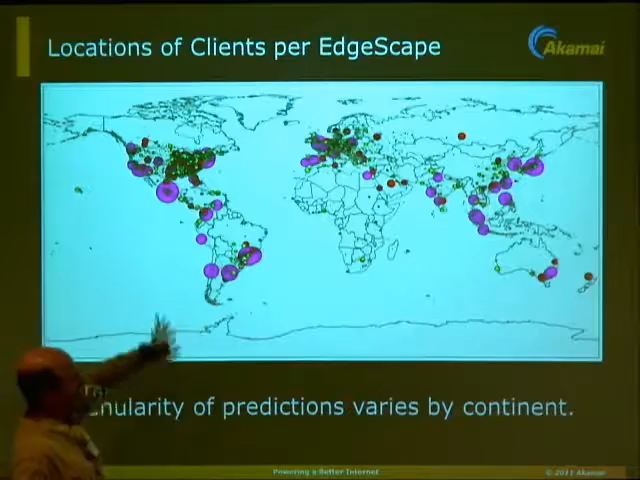 Locations of Clients per EdgeScape
Akamai
of predictions varies by continent.
Powering a Better Internet
© 2011 Akamai